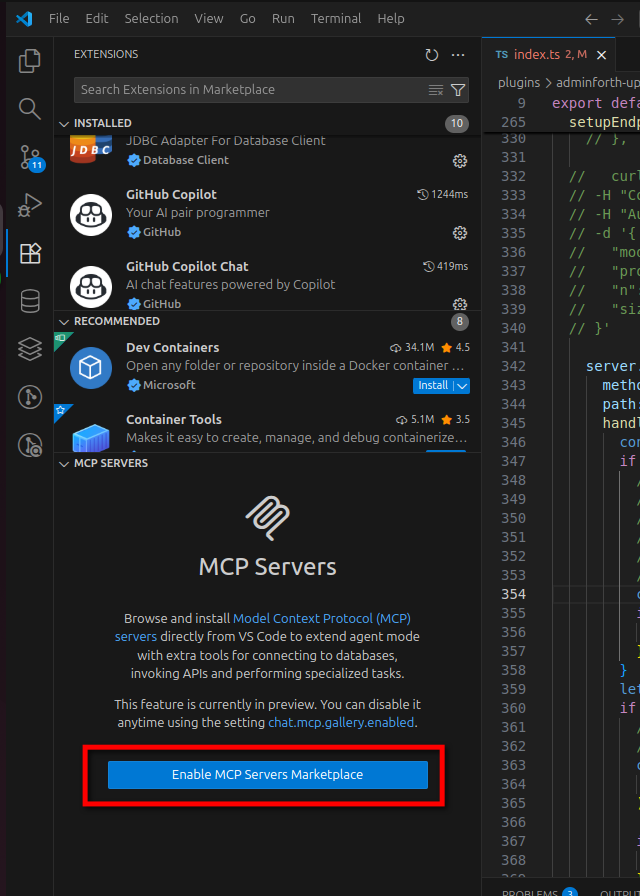 File Edit Selection View Go Run Marketplace Help
EXTENSIONS
TS index.ts 2, M
Search Extensions in Marketplace
plugins > adminforth-up
9 export defa
INSTALLED 10
265 setupEndp
JDBC
JDBC Adapter For Database Client
Database Client
330 // },
331
11
GitHub Copilot 1244ms
Your AI pair programmer
GitHub
332 // curl
333 // -H "Co
334 // -H "Au
335 // -d '{
GitHub Copilot Chat 419ms
AI chat features powered by Copilot
GitHub
336 // "mod
337 // "pro
338 // "n":
339 // "siz
RECOMMENDED 8
340 // }'
341
Dev Containers 34.1M 4.5
Open any folder or repository inside a Docker container ...
Microsoft Install
342 server.
343 metho
344 path:
345 handl
Container Tools 5.1M 3.5
Makes it easy to create, manage, and debug containerize...
346 con
347 if
MCP SERVERS
348 /
349 /
350 /
351 /
352 /
353 /
354 c
355 i
356
357 }
358 }
359 let
360 if
361 /
362 /
363 c
364
365
366
367 i
368
369
MCP Servers
Browse and install Model Context Protocol (MCP)
servers directly from VS Code to extend agent mode
with extra tools for connecting to databases,
invoking APIs and performing specialized tasks.
This feature is currently in preview. You can disable it
anytime using the setting chat.mcp.gallery.enabled.
Enable MCP Servers Marketplace
PROBLEMS 3 OUTPU